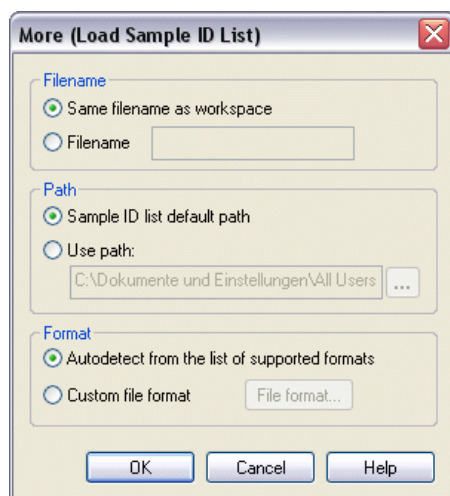 More (Load Sample ID List)
Filename
Same filename as workspace
Filename
Path
Sample ID list default path
Use path:
C:\Dokumente und Einstellungen\All Users
...
Format
Autodetect from the list of supported formats
Custom file format
File format...
OK
Cancel
Help